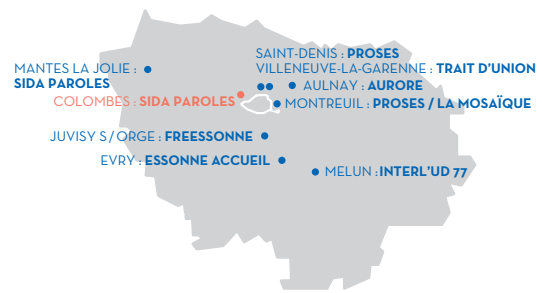 SAINT-DENIS : PROSES
MANTES LA JOLIE :
VILLENEUVE-LA-GARENNE : TRAIT D'UNION
SIDA PAROLES
AULNAY : AURORE
COLOMBES : SIDA PAROLES
MONTREUIL : PROSES / LA MOSAÏQUE
JUVISY S/ORGE : FREESSONNE
EVRY : ESSONNE ACCUEIL
MELUN : INTERL'UD 77